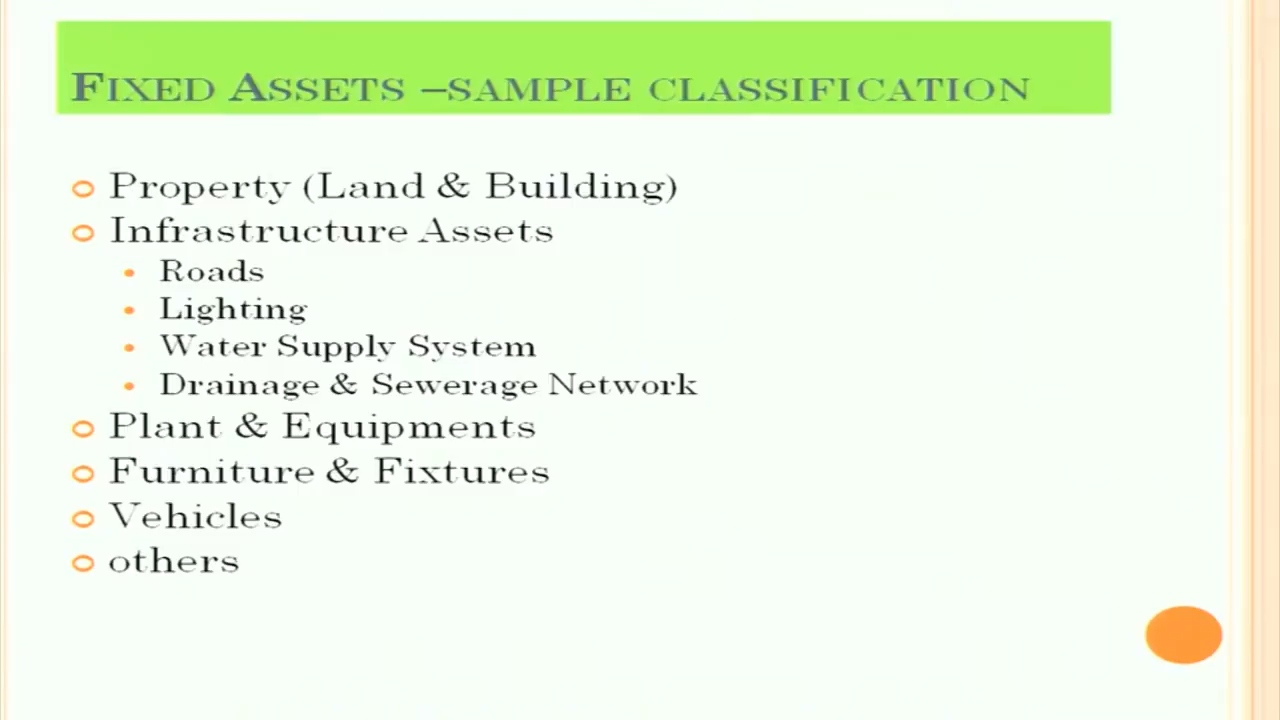 FIXED ASSETS –SAMPLE CLASSIFICATION
Property (Land & Building)
Infrastructure Assets
Roads
Lighting
Water Supply System
Drainage & Sewerage Network
Plant & Equipments
Furniture & Fixtures
Vehicles
others